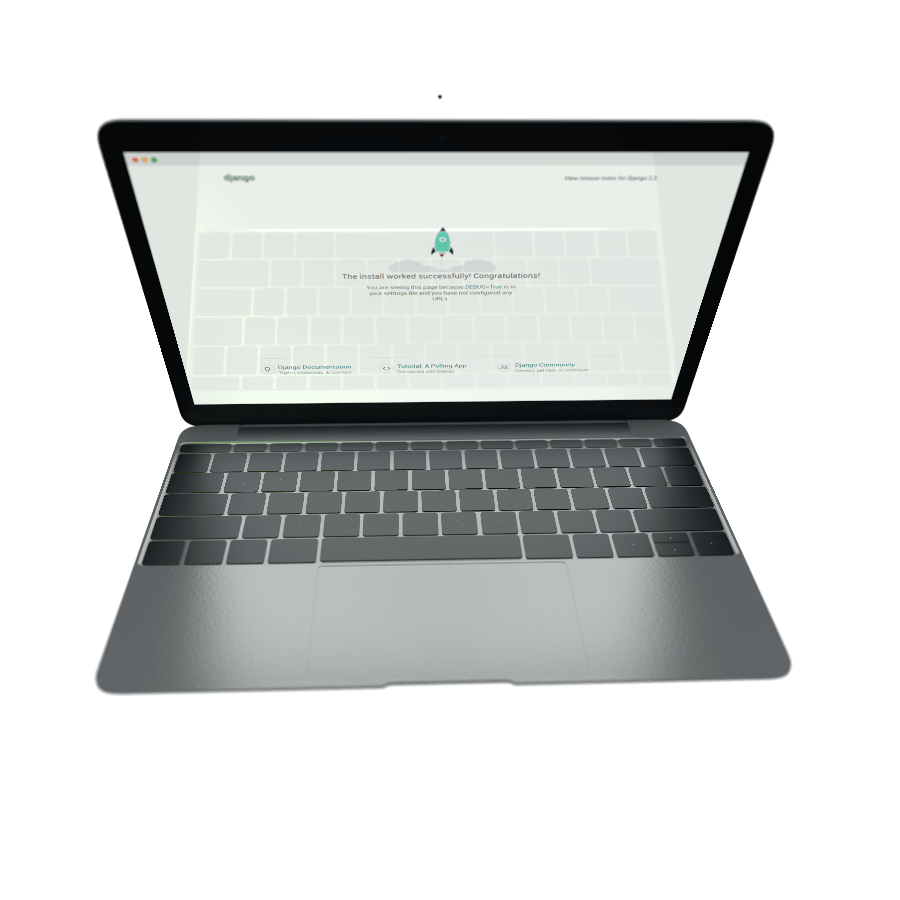 django
View release notes for Django 2.2
The install worked successfully! Congratulations!
You are seeing this page because DEBUG=True is in
your settings file and you have not configured any
URLs.
Django Documentation
Topics, references, & how-to's
Tutorial: A Polling App
Get started with Django
Django Community
Connect, get help, or contribute